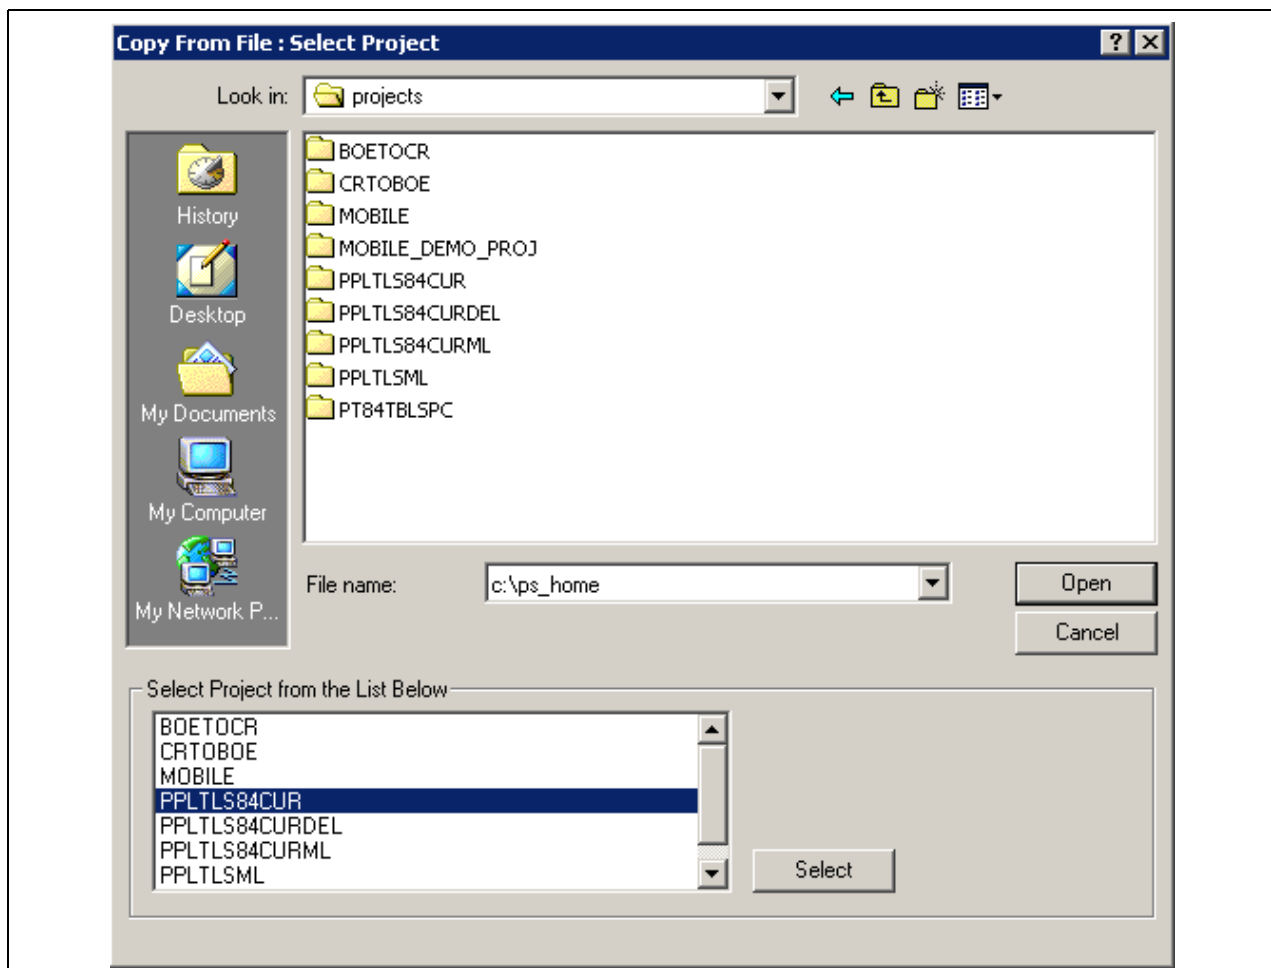 Copy From File : Select Project
Look in: projects
History
Desktop
My Documents
My Computer
My Network P...
BOETOCR
CRTOBOE
MOBILE
MOBILE_DEMO_PROJ
PPLTLS84CUR
PPLTLS84CURDEL
PPLTLS84CURML
PPLTLSML
PT84TBLSPC
File name: c:\ps_home
Open
Cancel
Select Project from the List Below
BOETOCR
CRTOBOE
MOBILE
PPLTLS84CUR
PPLTLS84CURDEL
PPLTLS84CURML
PPLTLSML
Select